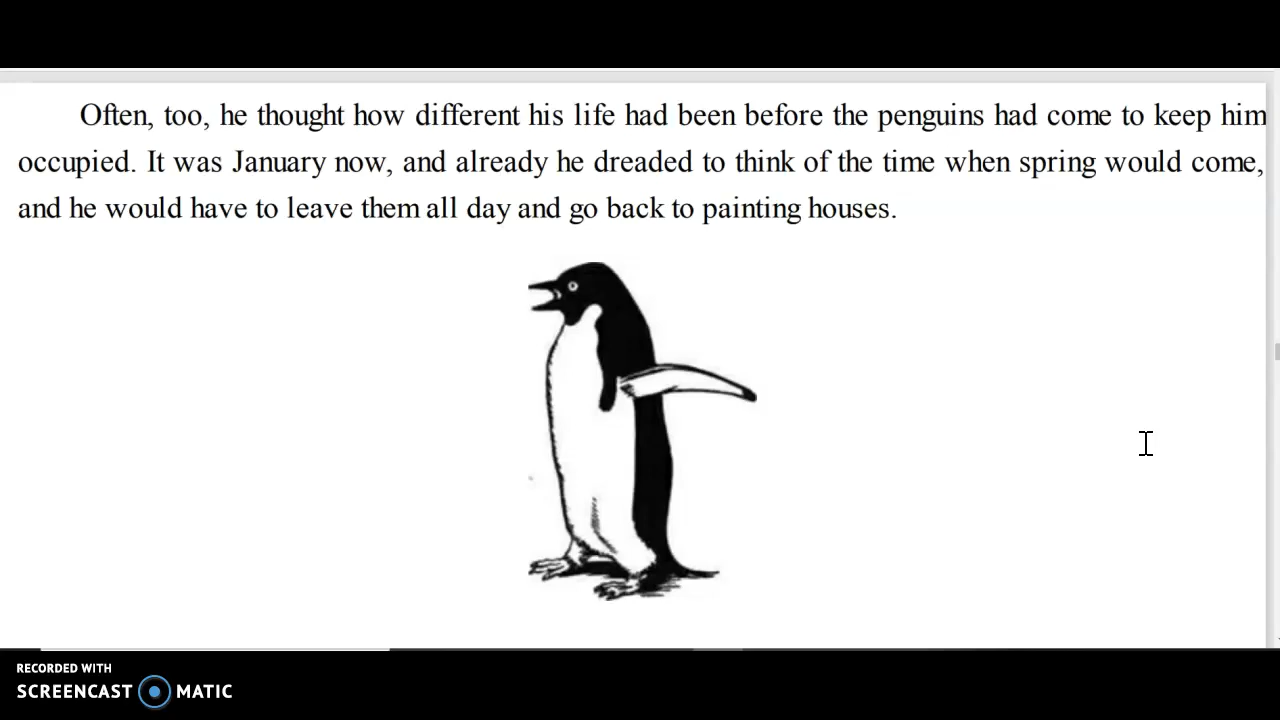 Often, too, he thought how different his life had been before the penguins had come to keep him
occupied. It was January now, and already he dreaded to think of the time when spring would come,
and he would have to leave them all day and go back to painting houses.
RECORDED WITH
SCREENCAST MATIC